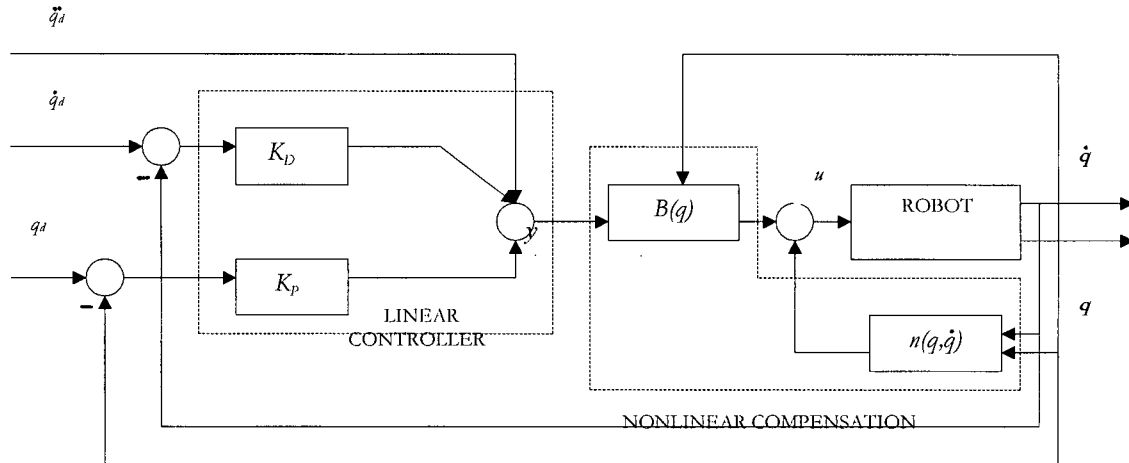 q̈d
q̇d
KD
q̇
u
B(q)
ROBOT
qd
y
KP
q
LINEAR
CONTROLLER
n(q,q̇)
NONLINEAR COMPENSATION